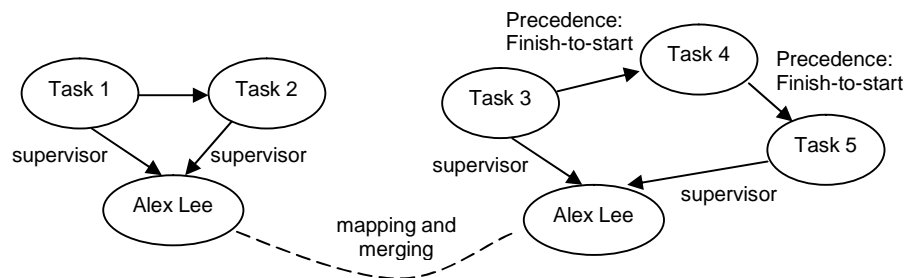 Task 1
Task 2
supervisor
supervisor
Alex Lee
mapping and
merging
Precedence:
Finish-to-start
Task 3
Task 4
Precedence:
Finish-to-start
Task 5
supervisor
supervisor
Alex Lee